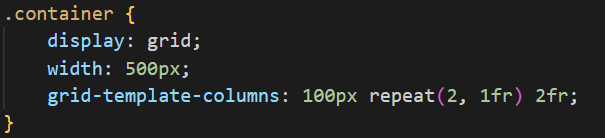 .container {
    display: grid;
    width: 500px;
    grid-template-columns: 100px repeat(2, 1fr) 2fr;
}